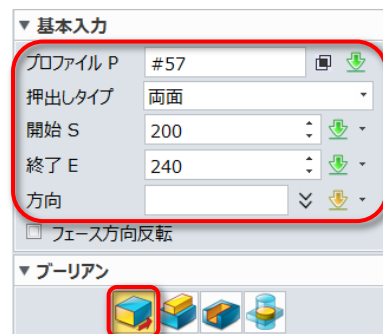 ▼ 基本入力
プロファイル P #57
押出しタイプ 両面
開始 S 200
終了 E 240
方向
フェース方向反転
▼ ブーリアン